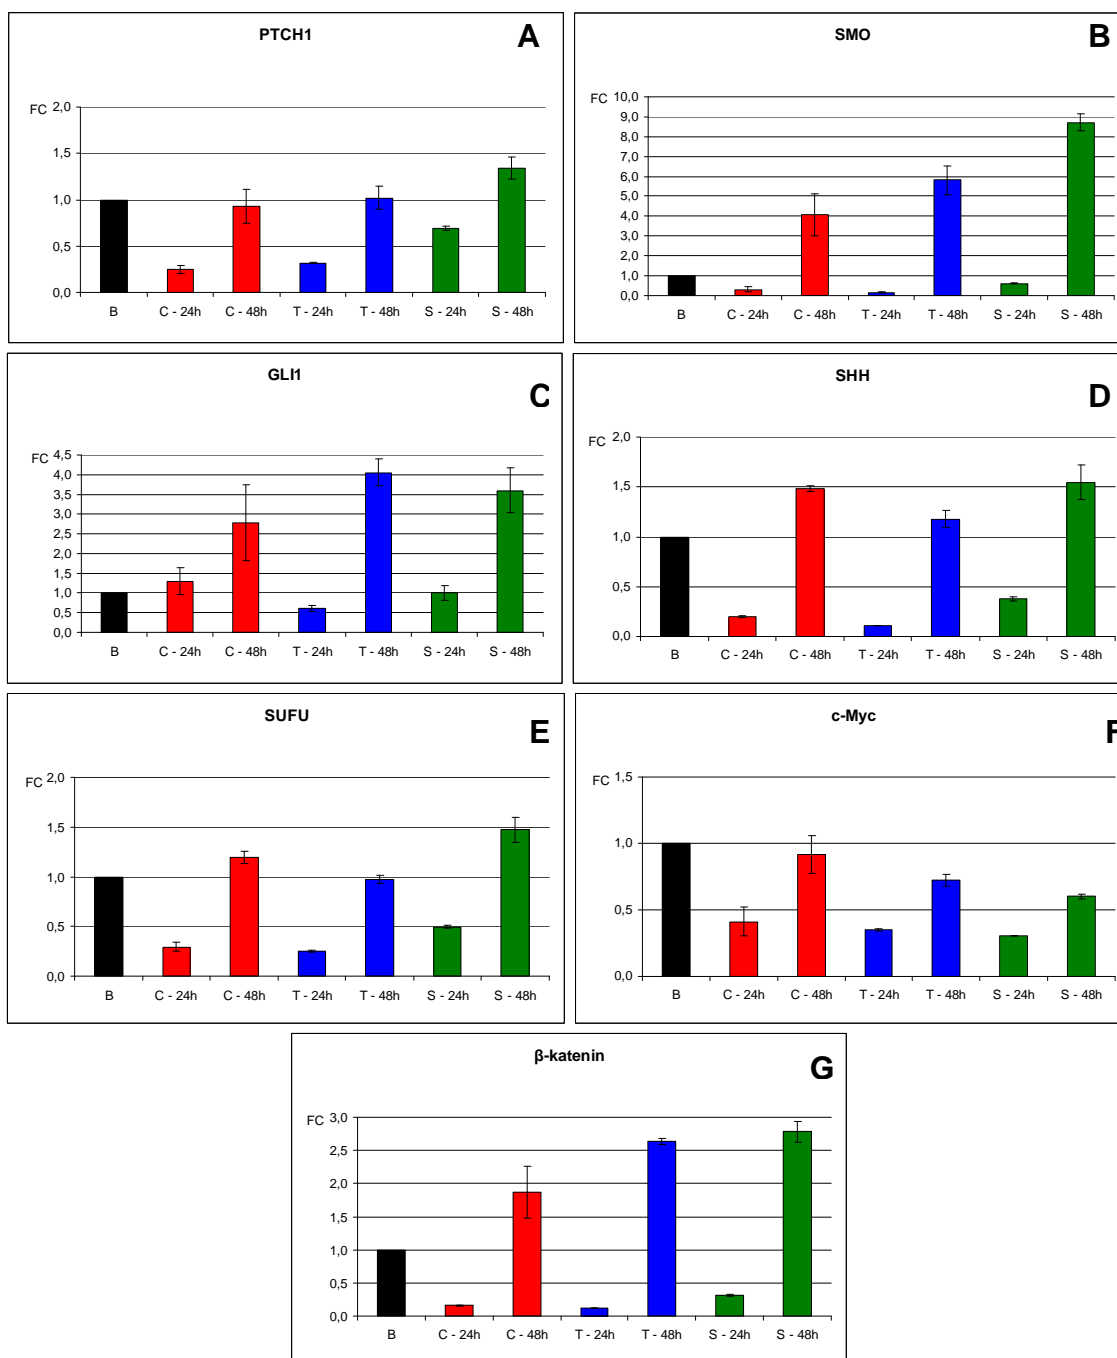 PTCH1 A
FC
2,0
1,5
1,0
0,5
0,0
B C - 24h C - 48h T - 24h T - 48h S - 24h S - 48h
SMO B
FC
10,0
9,0
8,0
7,0
6,0
5,0
4,0
3,0
2,0
1,0
0,0
B C - 24h C - 48h T - 24h T - 48h S - 24h S - 48h
GLI1 C
FC
4,5
4,0
3,5
3,0
2,5
2,0
1,5
1,0
0,5
0,0
B C - 24h C - 48h T - 24h T - 48h S - 24h S - 48h
SHH D
FC
2,0
1,5
1,0
0,5
0,0
B C - 24h C - 48h T - 24h T - 48h S - 24h S - 48h
SUFU E
FC
2,0
1,5
1,0
0,5
0,0
B C - 24h C - 48h T - 24h T - 48h S - 24h S - 48h
c-Myc F
FC
1,5
1,0
0,5
0,0
B C - 24h C - 48h T - 24h T - 48h S - 24h S - 48h
β-katenin G
FC
3,0
2,5
2,0
1,5
1,0
0,5
0,0
B C - 24h C - 48h T - 24h T - 48h S - 24h S - 48h